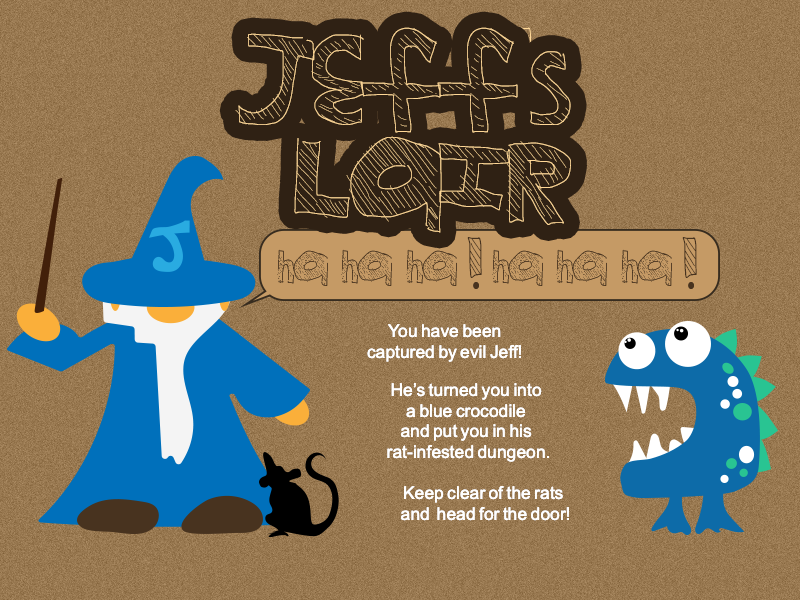 Jeff's
Lair
ha ha ha! ha ha ha!
J
You have been
captured by evil Jeff!
He's turned you into
a blue crocodile
and put you in his
rat-infested dungeon.
Keep clear of the rats
and head for the door!